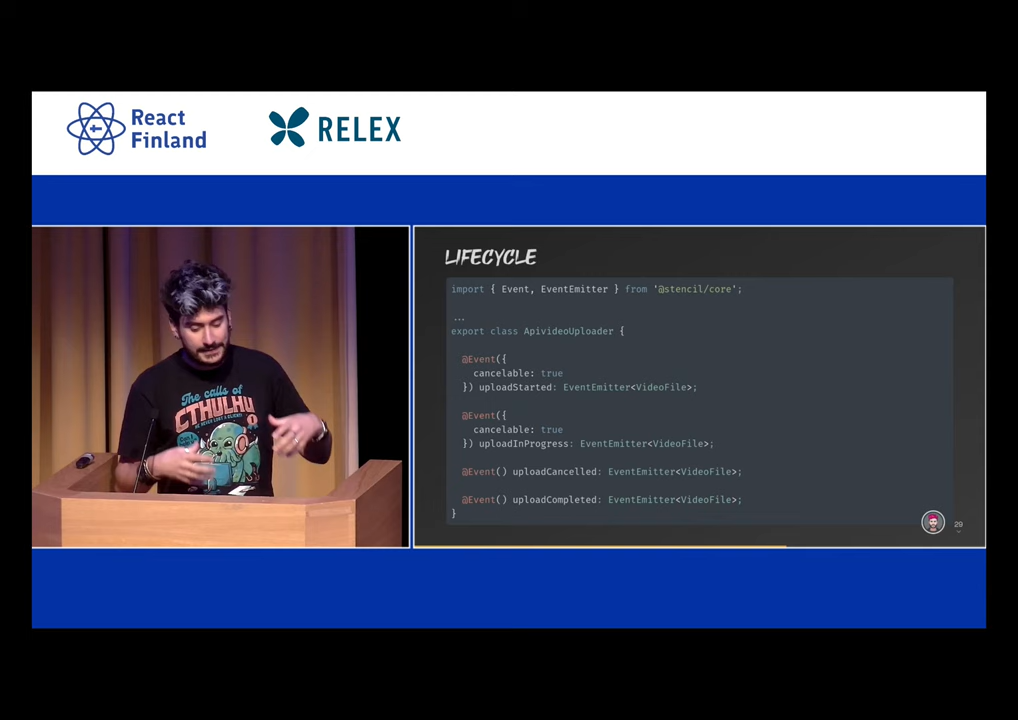 React
Finland
RELEX
The calls of
CTHULHU
LIFECYCLE
import { Event, EventEmitter } from '@stencil/core';
...
export class ApivideoUploader {
@Event({
cancelable: true
}) uploadStarted: EventEmitter<VideoFile>;
@Event({
cancelable: true
}) uploadInProgress: EventEmitter<VideoFile>;
@Event() uploadCancelled: EventEmitter<VideoFile>;
@Event() uploadCompleted: EventEmitter<VideoFile>;
}
29